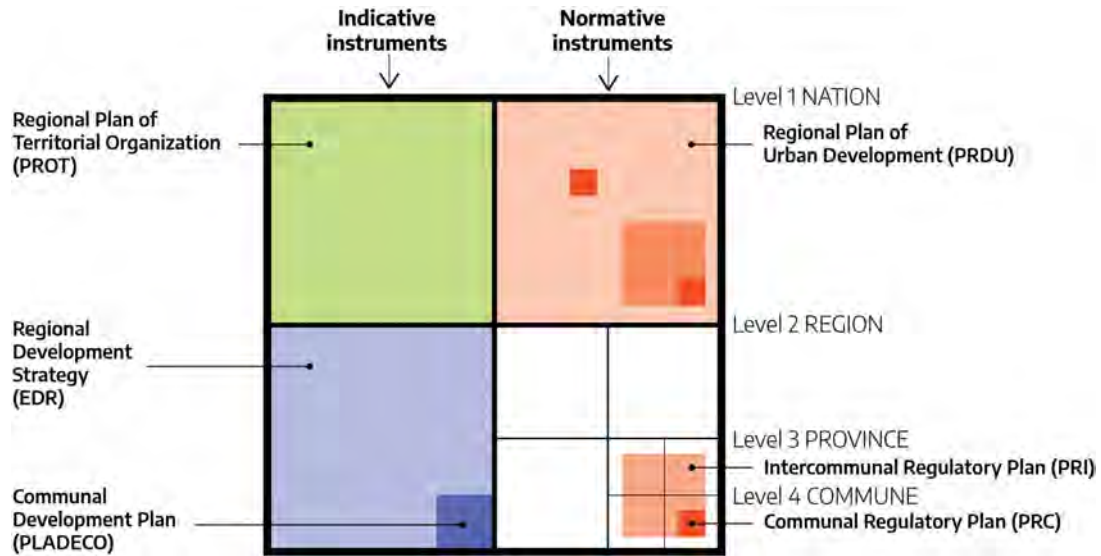 Indicative
instruments
Normative
instruments
Level 1 NATION
Regional Plan of
Territorial Organization
(PROT)
Regional Plan of
Urban Development (PRDU)
Level 2 REGION
Regional
Development
Strategy
(EDR)
Level 3 PROVINCE
Intercommunal Regulatory Plan (PRI)
Level 4 COMMUNE
Communal
Development Plan
(PLADECO)
Communal Regulatory Plan (PRC)